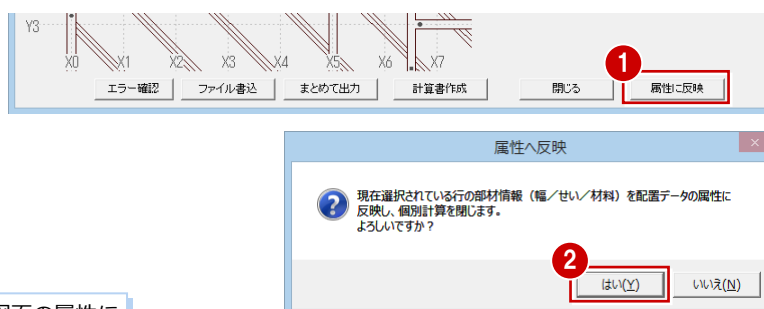 Y3
X0 X1 X2 X3 X4 X5 X6 X7
1
エラー確認 ファイル書込 まとめて出力 計算書作成 閉じる 属性に反映
属性へ反映
現在選択されている行の部材情報（幅／せい／材料）を配置データの属性に
反映し、個別計算を閉じます。
よろしいですか？
2
はい(Y) いいえ(N)
の属性に